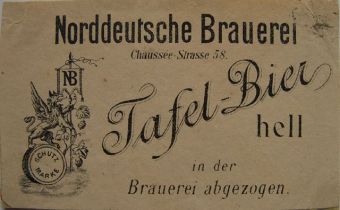 Norddeutsche Brauerei
Chaussee-Strasse 58.
NB
Tafel-Bier
hell
SCHUTZ
MARKE
in der
Brauerei abgezogen.